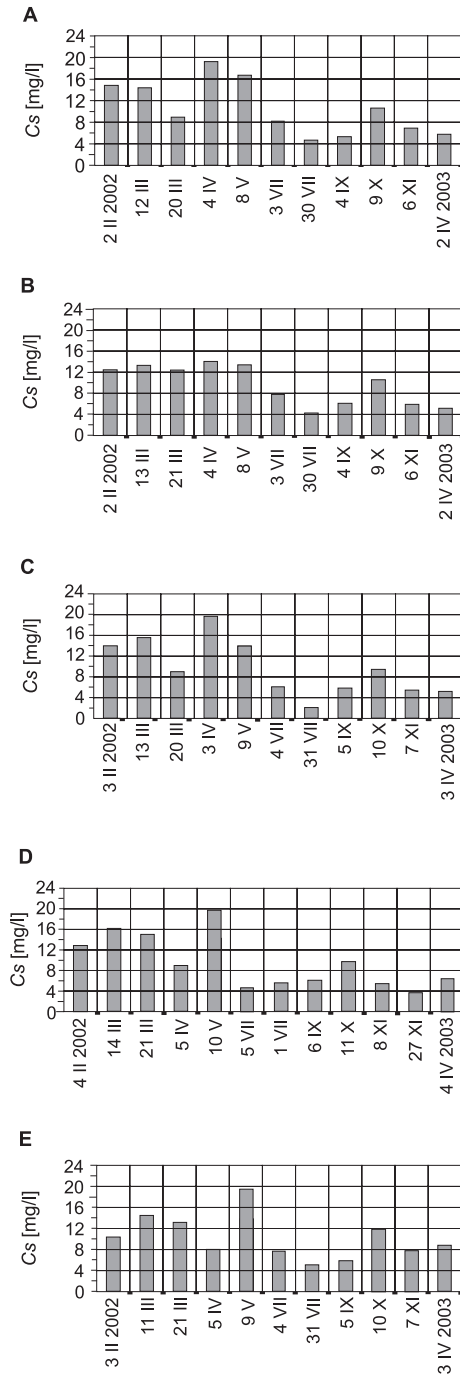 A
Cs [mg/l]
24
20
16
12
8
4
0
2 II 2002
12 III
20 III
4 IV
8 V
3 VII
30 VII
4 IX
9 X
6 XI
2 IV 2003
B
Cs [mg/l]
24
20
16
12
8
4
0
2 II 2002
13 III
21 III
4 IV
8 V
3 VII
30 VII
4 IX
9 X
6 XI
2 IV 2003
C
Cs [mg/l]
24
20
16
12
8
4
0
3 II 2002
13 III
20 III
3 IV
9 V
4 VII
31 VII
5 IX
10 X
7 XI
3 IV 2003
D
Cs [mg/l]
24
20
16
12
8
4
0
4 II 2002
14 III
21 III
5 IV
10 V
5 VII
1 VII
6 IX
11 X
8 XI
27 XI
4 IV 2003
E
Cs [mg/l]
24
20
16
12
8
4
0
3 II 2002
11 III
21 III
5 IV
9 V
4 VII
31 VII
5 IX
10 X
7 XI
3 IV 2003